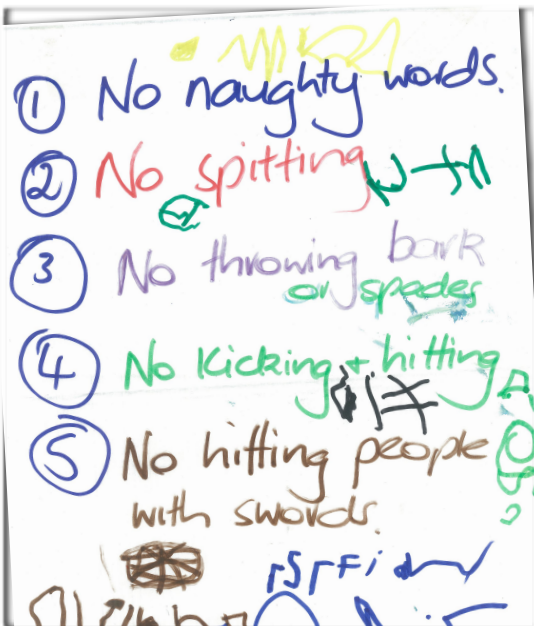 1 No naughty words.
2 No spitting
3 No throwing bark
or spades
4 No Kicking + hitting
5 No hitting people
with swords